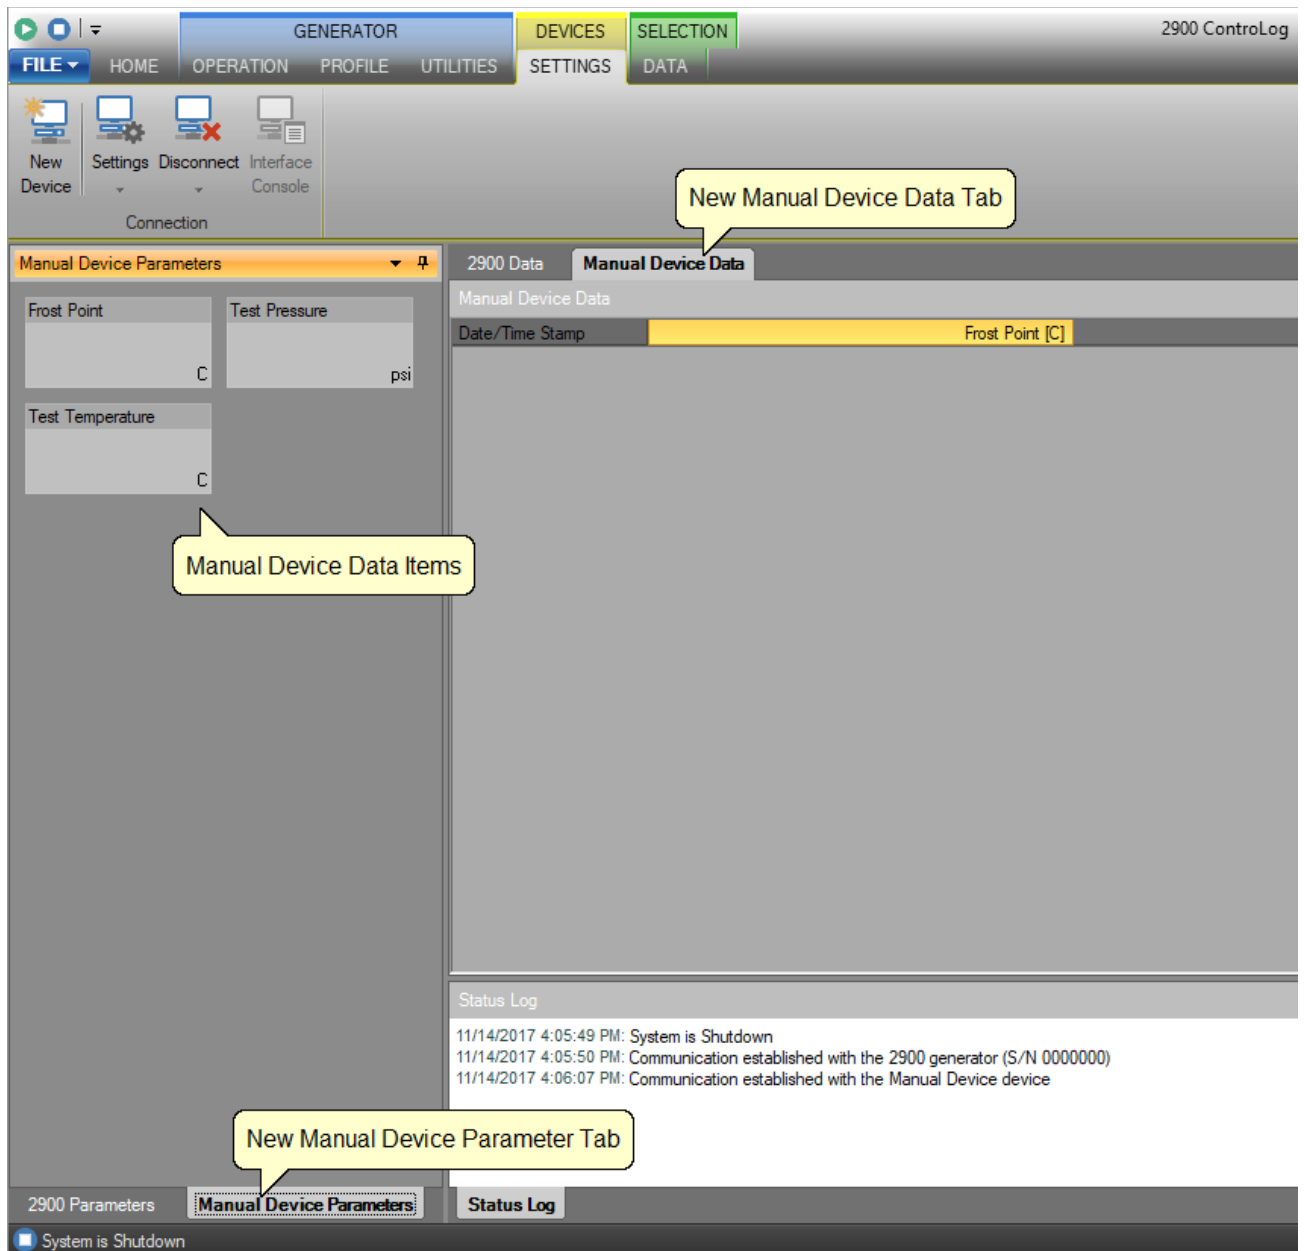 GENERATOR DEVICES SELECTION 2900 ControLog
FILE HOME OPERATION PROFILE UTILITIES SETTINGS DATA
New Device
Settings
Disconnect
Interface Console
Connection
New Manual Device Data Tab
Manual Device Parameters
Frost Point
C
Test Pressure
psi
Test Temperature
C
Manual Device Data Items
2900 Data Manual Device Data
Manual Device Data
Date/Time Stamp Frost Point [C]
Status Log
11/14/2017 4:05:49 PM: System is Shutdown
11/14/2017 4:05:50 PM: Communication established with the 2900 generator (S/N 0000000)
11/14/2017 4:06:07 PM: Communication established with the Manual Device device
New Manual Device Parameter Tab
2900 Parameters Manual Device Parameters Status Log
System is Shutdown